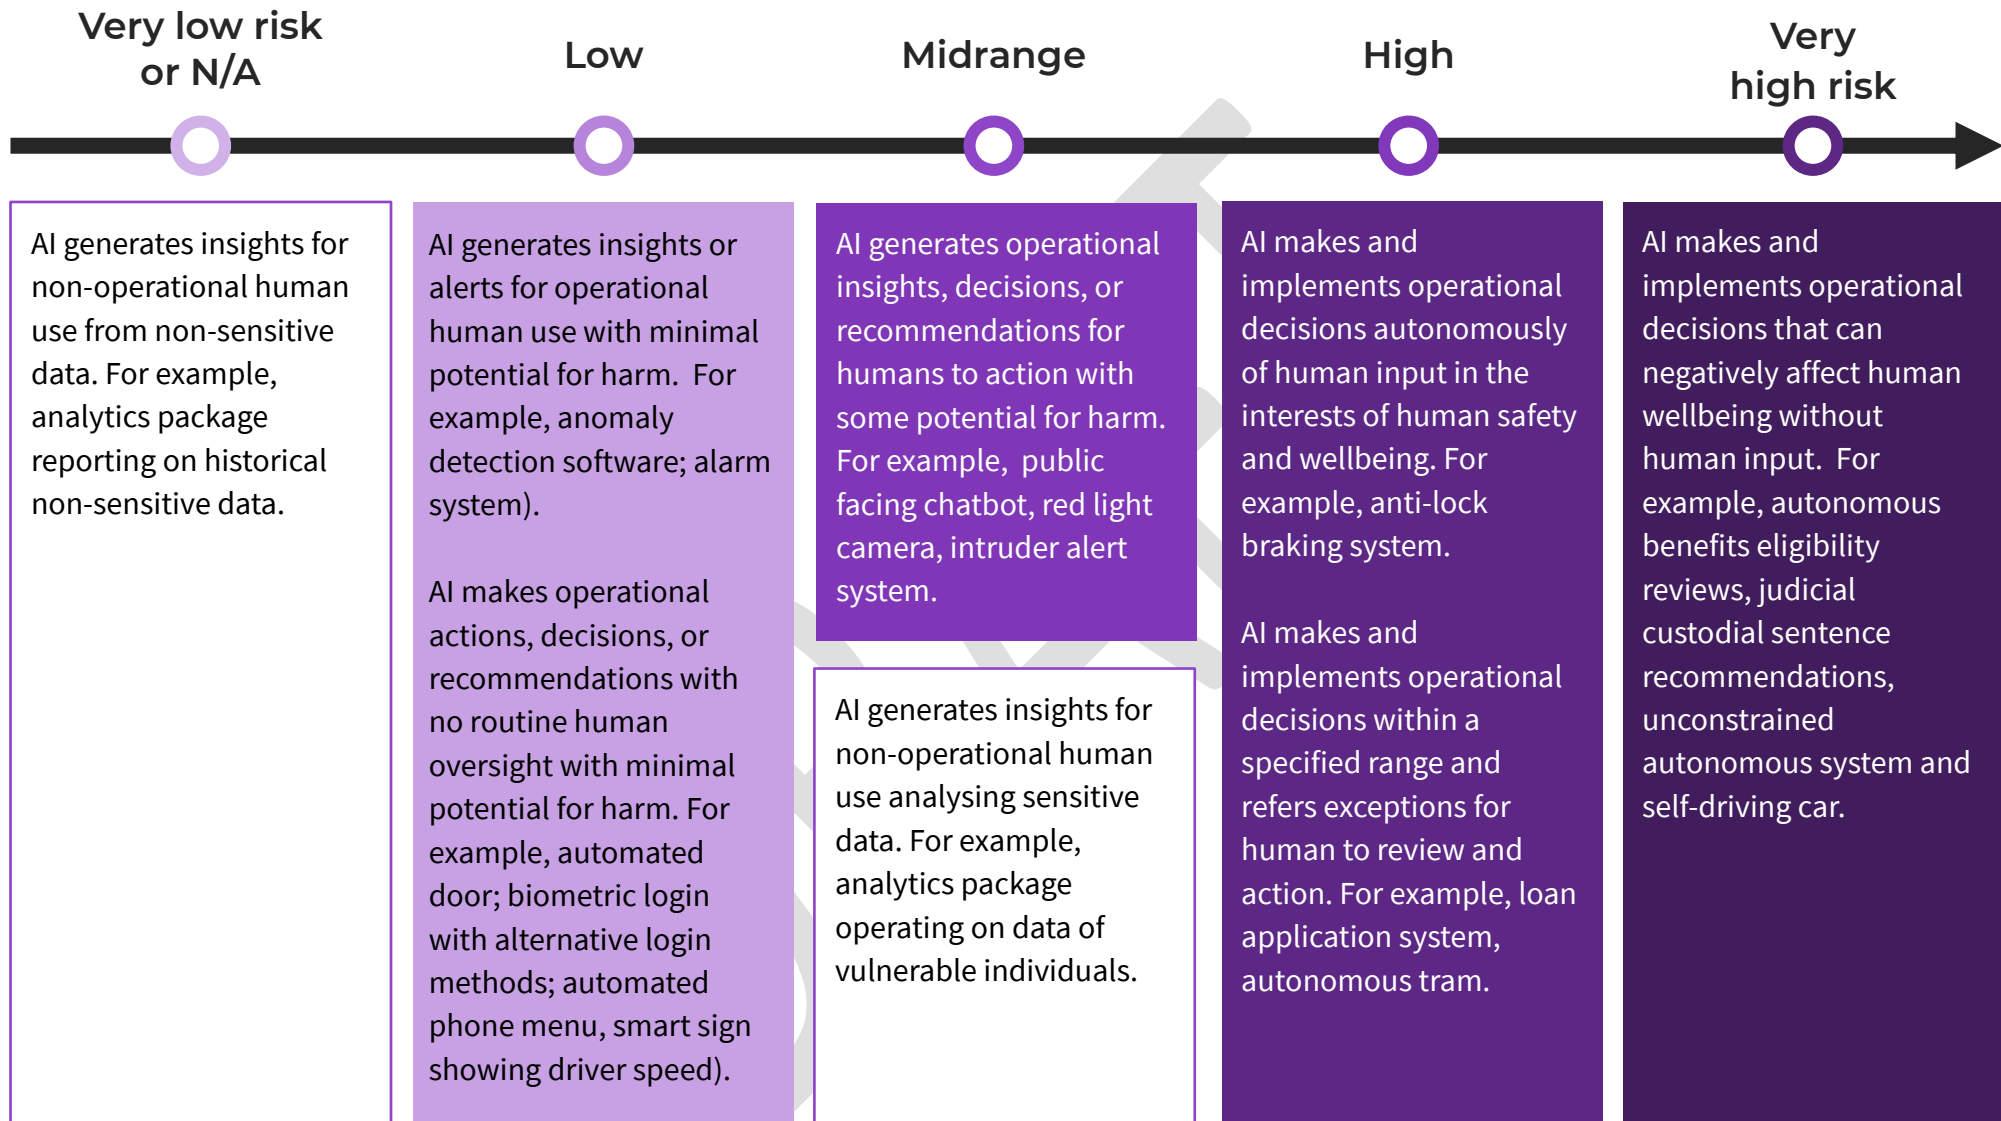 Very low risk
or N/A
Low
Midrange
High
Very
high risk
AI generates insights for
non-operational human
use from non-sensitive
data. For example,
analytics package
reporting on historical
non-sensitive data.
AI generates insights or
alerts for operational
human use with minimal
potential for harm.  For
example, anomaly
detection software; alarm
system).
AI makes operational
actions, decisions, or
recommendations with
no routine human
oversight with minimal
potential for harm. For
example, automated
door; biometric login
with alternative login
methods; automated
phone menu, smart sign
showing driver speed).
AI generates operational
insights, decisions, or
recommendations for
humans to action with
some potential for harm.
For example,  public
facing chatbot, red light
camera, intruder alert
system.
AI generates insights for
non-operational human
use analysing sensitive
data. For example,
analytics package
operating on data of
vulnerable individuals.
AI makes and
implements operational
decisions autonomously
of human input in the
interests of human safety
and wellbeing. For
example, anti-lock
braking system.
AI makes and
implements operational
decisions within a
specified range and
refers exceptions for
human to review and
action. For example, loan
application system,
autonomous tram.
AI makes and
implements operational
decisions that can
negatively affect human
wellbeing without
human input.  For
example, autonomous
benefits eligibility
reviews, judicial
custodial sentence
recommendations,
unconstrained
autonomous system and
self-driving car.